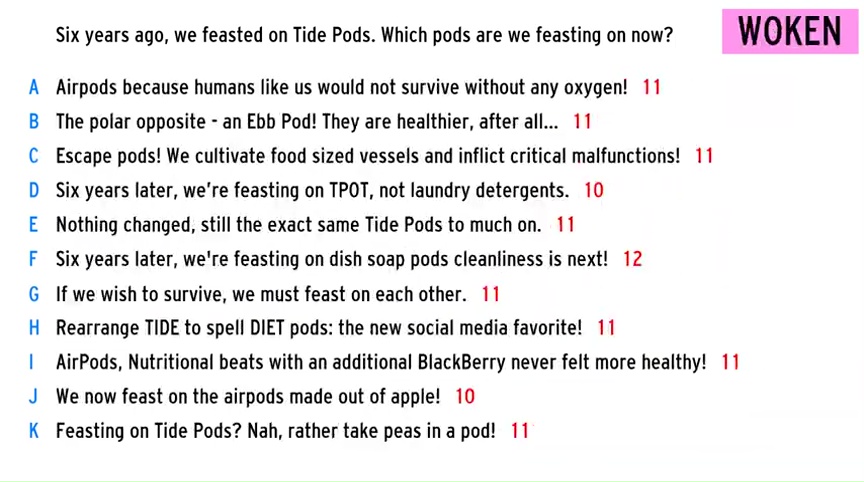 Six years ago, we feasted on Tide Pods. Which pods are we feasting on now?
WOKEN
A Airpods because humans like us would not survive without any oxygen! 11
B The polar opposite - an Ebb Pod! They are healthier, after all... 11
C Escape pods! We cultivate food sized vessels and inflict critical malfunctions! 11
D Six years later, we're feasting on TPOT, not laundry detergents. 10
E Nothing changed, still the exact same Tide Pods to much on. 11
F Six years later, we're feasting on dish soap pods cleanliness is next! 12
G If we wish to survive, we must feast on each other. 11
H Rearrange TIDE to spell DIET pods: the new social media favorite! 11
I AirPods, Nutritional beats with an additional BlackBerry never felt more healthy! 11
J We now feast on the airpods made out of apple! 10
K Feasting on Tide Pods? Nah, rather take peas in a pod! 11